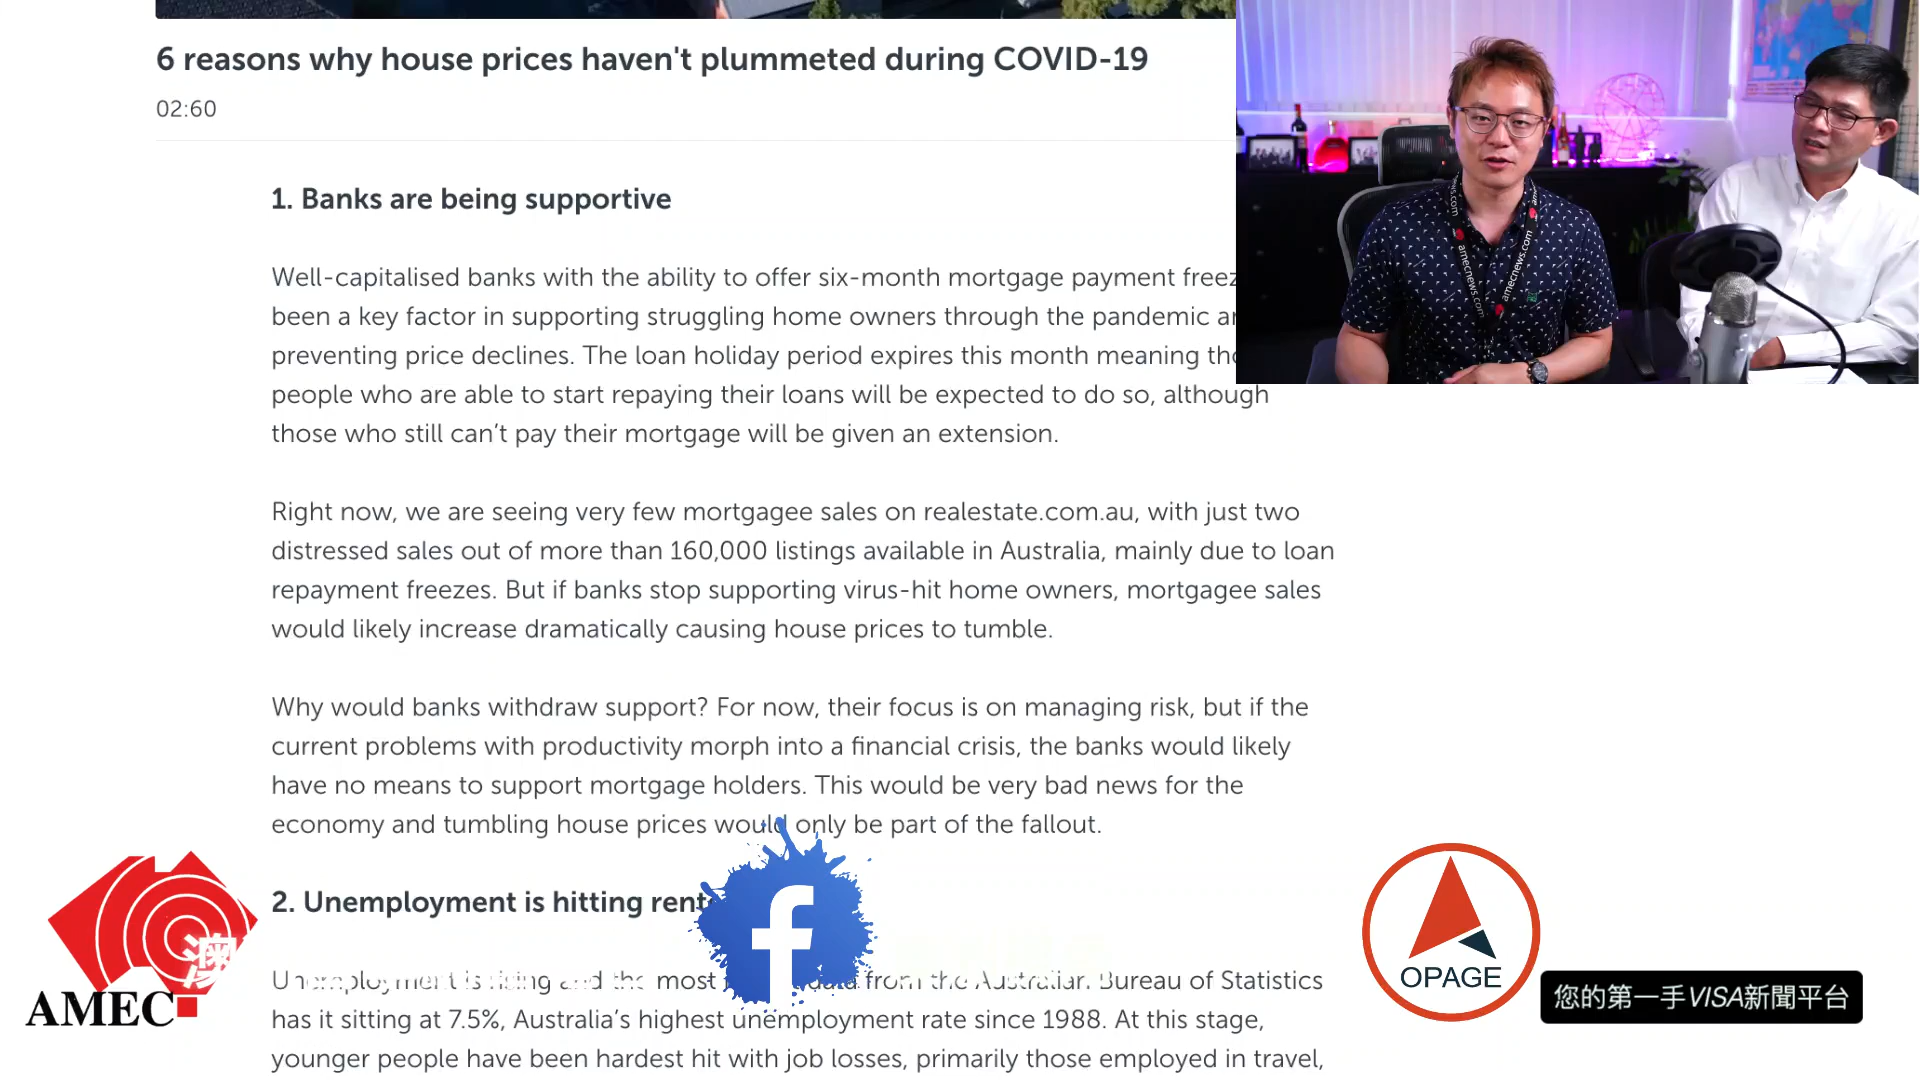 6 reasons why house prices haven't plummeted during COVID-19
02:60
1. Banks are being supportive
Well-capitalised banks with the ability to offer six-month mortgage payment
been a key factor in supporting struggling home owners through the pandemic
preventing price declines. The loan holiday period expires this month meaning
people who are able to start repaying their loans will be expected to do so, although
those who still can’t pay their mortgage will be given an extension.
Right now, we are seeing very few mortgagee sales on realestate.com.au, with just two
distressed sales out of more than 160,000 listings available in Australia, mainly due to loan
repayment freezes. But if banks stop supporting virus-hit home owners, mortgagee sales
would likely increase dramatically causing house prices to tumble.
Why would banks withdraw support? For now, their focus is on managing risk, but if the
current problems with productivity morph into a financial crisis, the banks would likely
have no means to support mortgage holders. This would be very bad news for the
economy and tumbling house prices would only be part of the fallout.
2. Unemployment is hitting
Unemployment is rising and the most from the Australian Bureau of Statistics
has it sitting at 7.5%, Australia’s highest unemployment rate since 1988. At this stage,
younger people have been hardest hit with job losses, primarily those employed in travel,
amecnews.com
amecnews.com
澳
AMEC
f
OPAGE
您的第一手VISA新聞平台